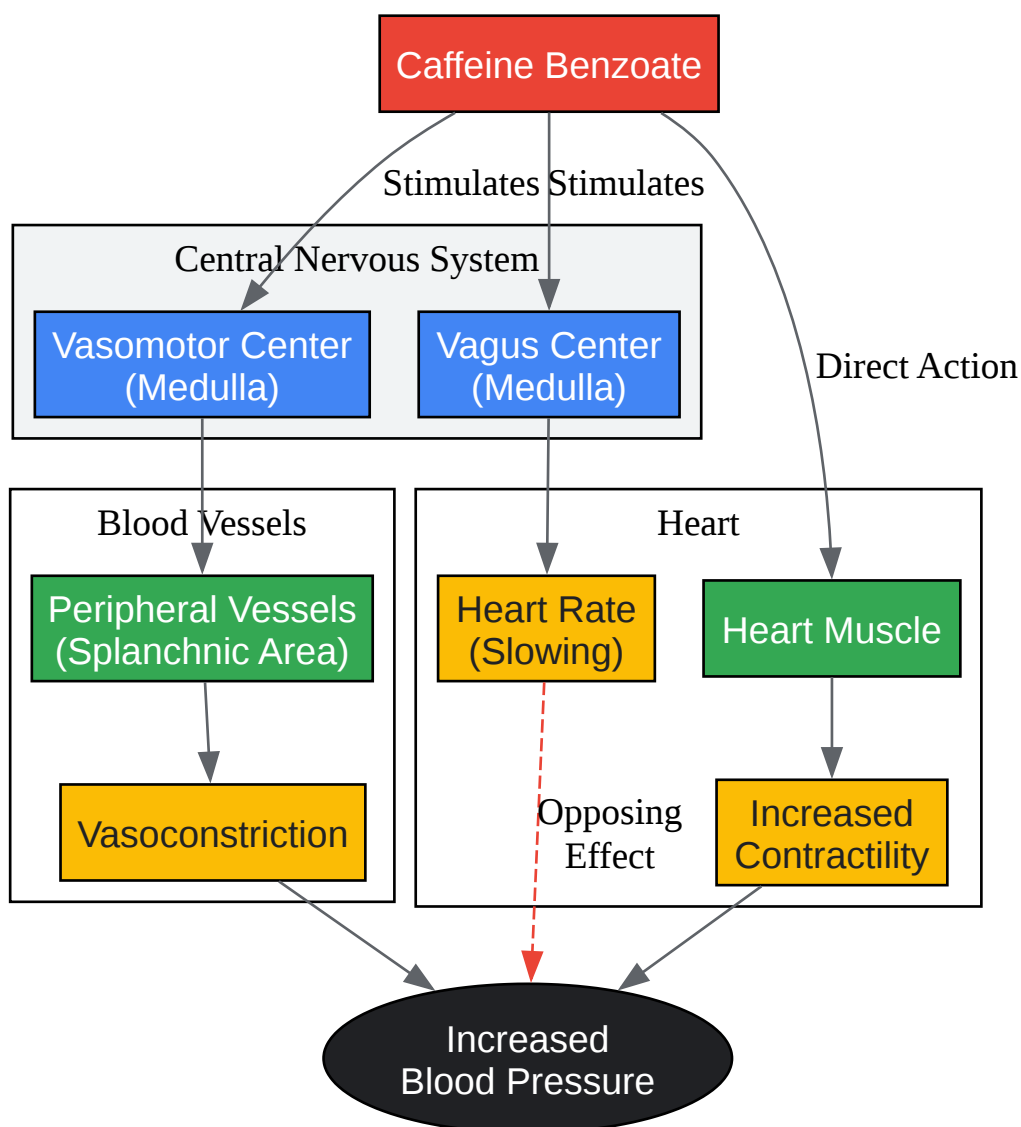 Caffeine Benzoate
Stimulates
Stimulates
Central Nervous System
Vasomotor Center
(Medulla)
Vagus Center
(Medulla)
Direct Action
Blood Vessels
Heart
Peripheral Vessels
(Splanchnic Area)
Heart Rate
(Slowing)
Heart Muscle
Vasoconstriction
Opposing
Effect
Increased
Contractility
Increased
Blood Pressure